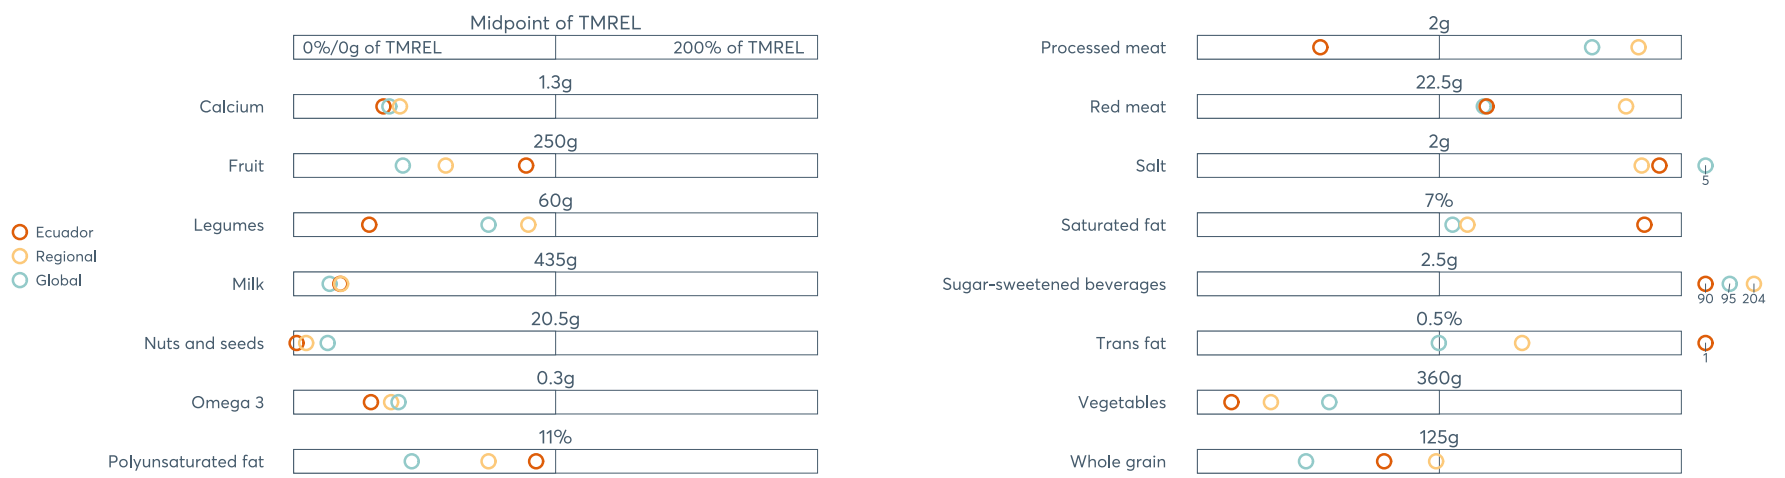 Midpoint of TMREL
0%/0g of TMREL 200% of TMREL
1.3g
Calcium
250g
Fruit
60g
Legumes
435g
Milk
20.5g
Nuts and seeds
0.3g
Omega 3
11%
Polyunsaturated fat
Ecuador
Regional
Global
2g
Processed meat
22.5g
Red meat
2g
Salt
5
7%
Saturated fat
2.5g
Sugar-sweetened beverages
90 95 204
0.5%
Trans fat
1
360g
Vegetables
125g
Whole grain